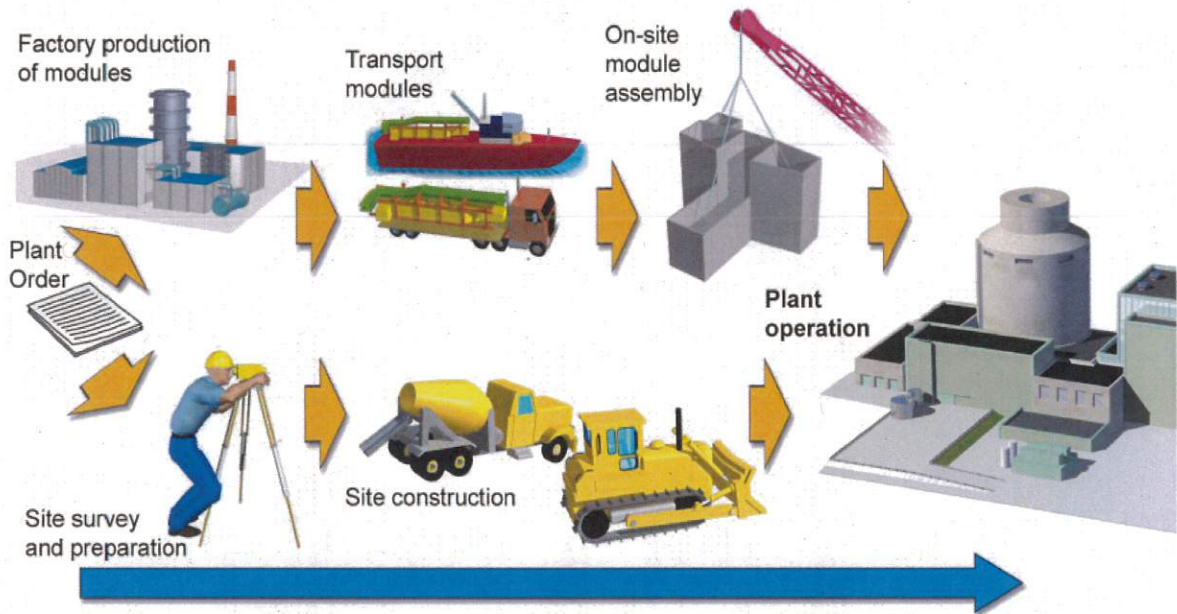 Factory production
of modules
Transport
modules
On-site
module
assembly
Plant
Order
Plant
operation
Site construction
Site survey
and preparation